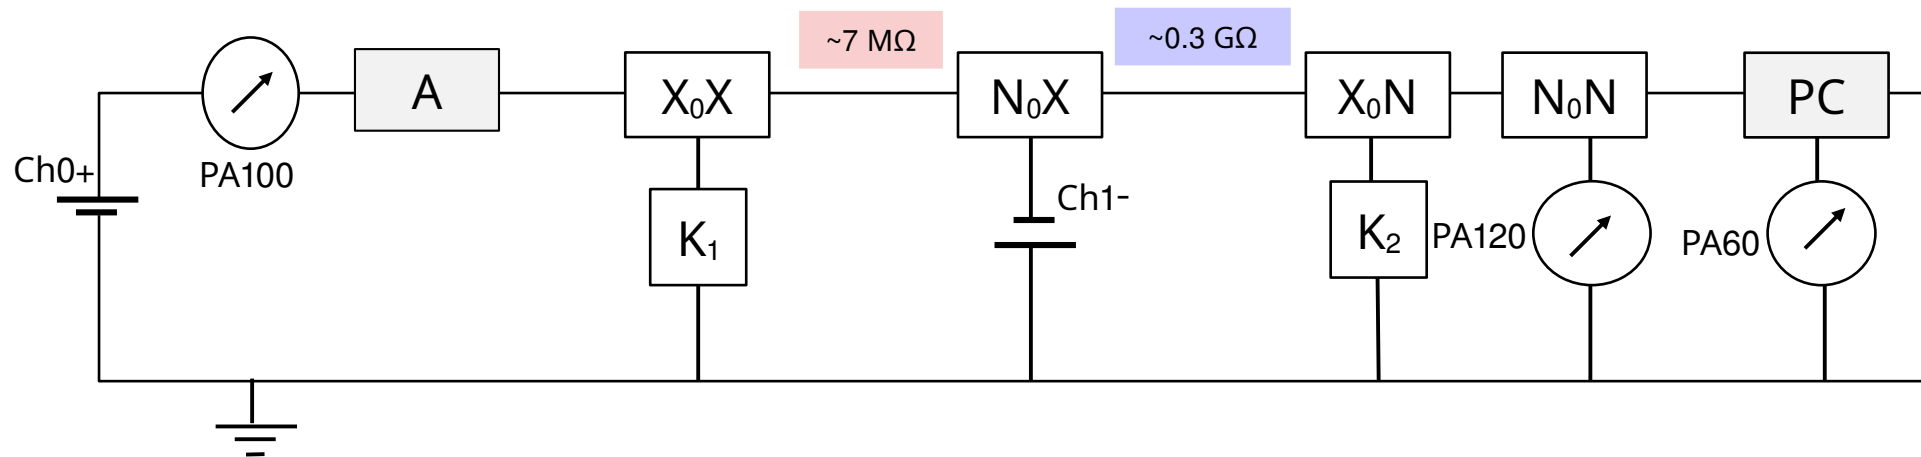 ~7 MΩ
~0.3 GΩ
A
X₀X
N₀X
X₀N
N₀N
PC
Ch0+
PA100
Ch1-
K₁
K₂
PA120
PA60